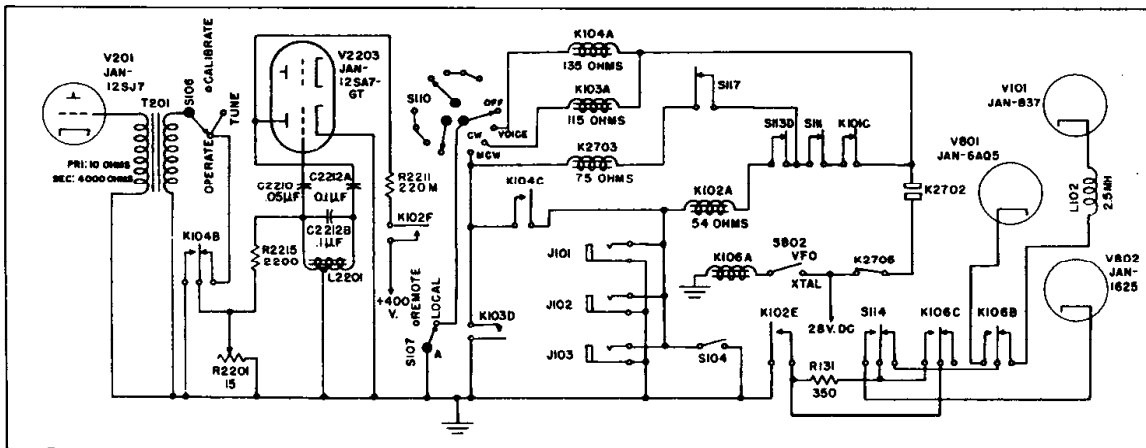 V201
JAN-
12SJ7
T201
PRI: 10 OHMS
SEC: 4000 OHMS
S106
CALIBRATE
TUNE
OPERATE
K104B
R2201
15
V2203
JAN-
12SA7-
GT
C2210
.05µF
C2212A
0.1µF
C2212B
.1µF
R2215
2200
L2201
R2211
220 M
K102F
+400
V.
S110
OFF
VOICE
CW
MCW
REMOTE
LOCAL
S107
A
K103D
K104A
135 OHMS
K103A
115 OHMS
K2703
75 OHMS
K104C
K102A
54 OHMS
J101
J102
J103
S104
K106A
S117
S113D
S116
K101C
K2702
S802
VFO
XTAL
K2706
28V. DC
K102E
R131
350
S114
K106C
K106B
V101
JAN-837
V801
JAN-6AQ5
L102
2.5MH
V802
JAN-
1625